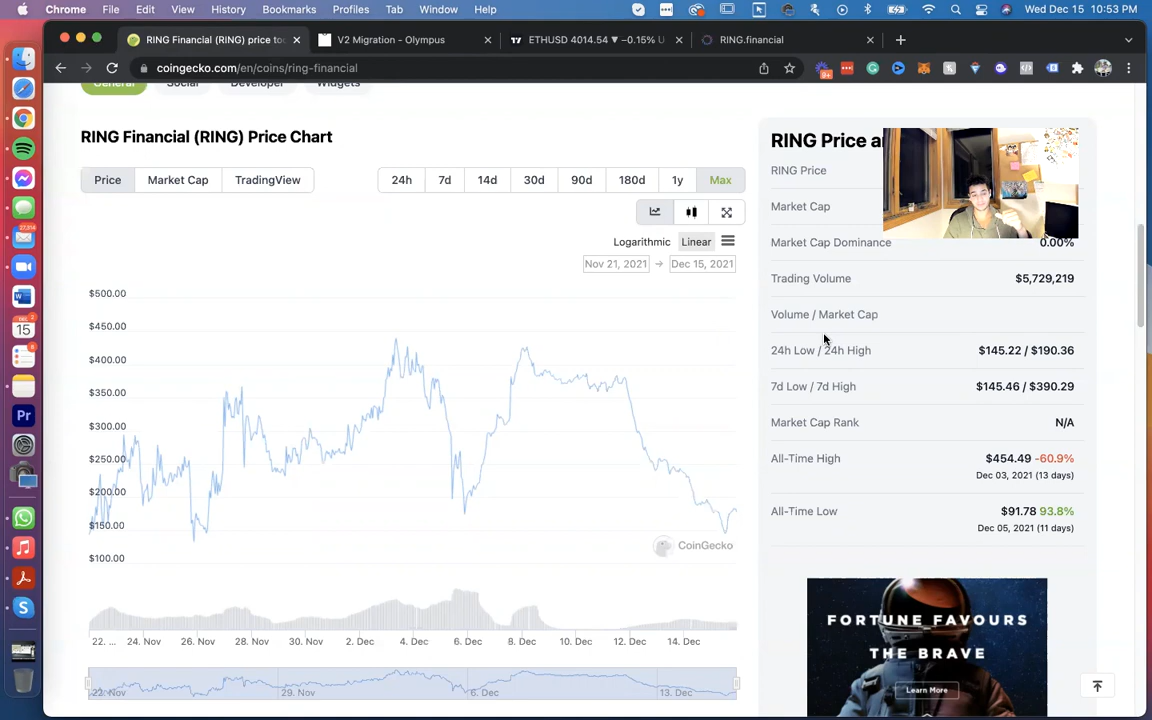 Chrome File Edit View History Bookmarks Profiles Tab Window Help Wed Dec 15 10:53 PM
RING Financial (RING) price to V2 Migration - Olympus ETHUSD 4014.54 ▼ −0.15% U RING.financial
coingecko.com/en/coins/ring-financial
General Social Developer Widgets
RING Financial (RING) Price Chart
Price Market Cap TradingView
24h 7d 14d 30d 90d 180d 1y Max
Logarithmic Linear
Nov 21, 2021 → Dec 15, 2021
$500.00
$450.00
$400.00
$350.00
$300.00
$250.00
$200.00
$150.00
$100.00
CoinGecko
22. ... 24. Nov 26. Nov 28. Nov 30. Nov 2. Dec 4. Dec 6. Dec 8. Dec 10. Dec 12. Dec 14. Dec
22. Nov 29. Nov 6. Dec 13. Dec
RING Price a
RING Price
Market Cap
Market Cap Dominance 0.00%
Trading Volume $5,729,219
Volume / Market Cap
24h Low / 24h High $145.22 / $190.36
7d Low / 7d High $145.46 / $390.29
Market Cap Rank N/A
All-Time High $454.49 -60.9%
Dec 03, 2021 (13 days)
All-Time Low $91.78 93.8%
Dec 05, 2021 (11 days)
FORTUNE FAVOURS
THE BRAVE
Learn More
DEC
15
Pr